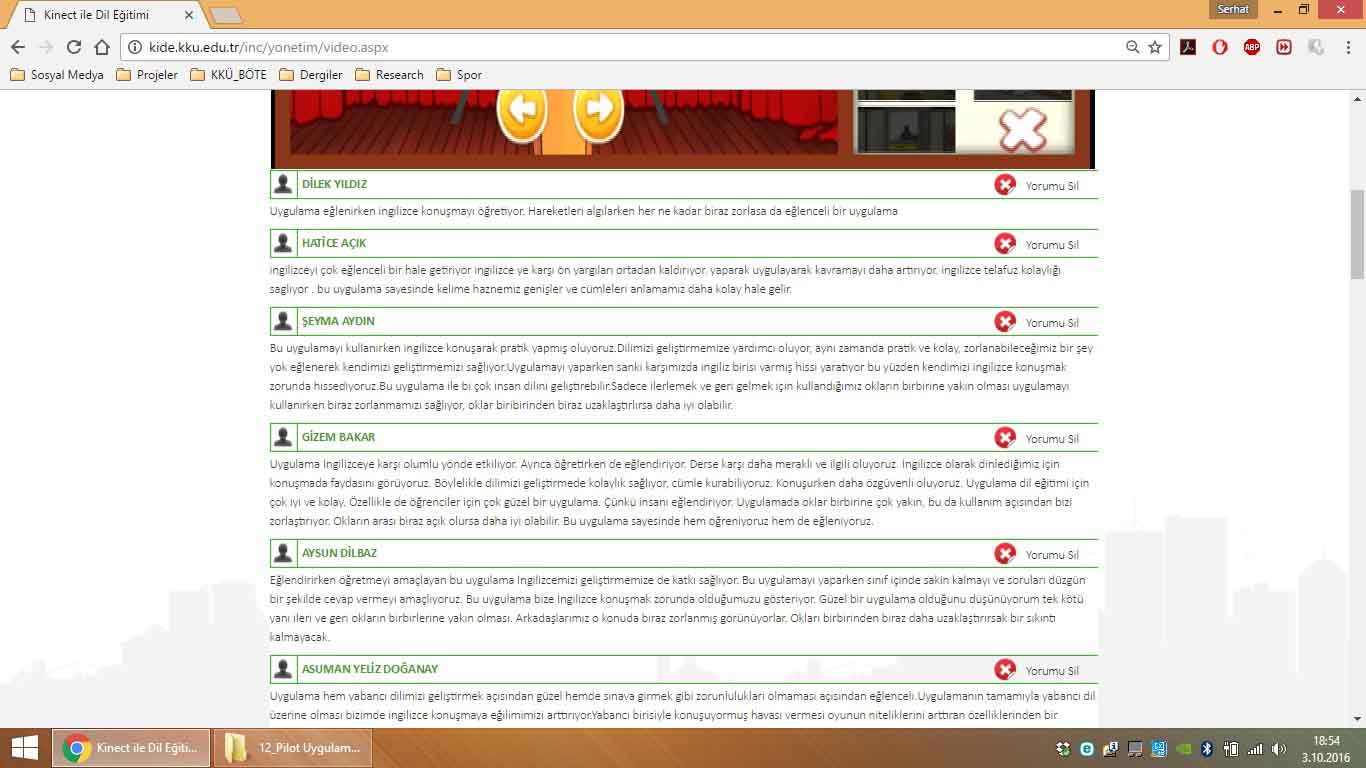 Kinect ile Dil Eğitimi
Serhat
kide.kku.edu.tr/inc/yonetim/video.aspx
ABP
Sosyal Medya Projeler KKÜ_BÖTE Dergiler Research Spor
DİLEK YILDIZ Yorumu Sil
Uygulama eğlenirken ingilizce konuşmayı öğretiyor. Hareketleri algılarken her ne kadar biraz zorlasa da eğlenceli bir uygulama
HATİCE AÇIK Yorumu Sil
ingilizceyi çok eğlenceli bir hale getiriyor ingilizce ye karşı ön yargıları ortadan kaldırıyor. yaparak uygulayarak kavramayı daha artırıyor. ingilizce telafuz kolaylığı
saglıyor . bu uygulama sayesinde kelime haznemiz genişler ve cümleleri anlamamız daha kolay hale gelir.
ŞEYMA AYDIN Yorumu Sil
Bu uygulamayı kullanırken ingilizce konuşarak pratik yapmış oluyoruz.Dilimizi geliştirmemize yardımcı oluyor, aynı zamanda pratik ve kolay, zorlanabileceğimiz bir şey
yok eğlenerek kendimizi geliştirmemizi sağlıyor.Uygulamayı yaparken sanki karşımızda ingiliz birisi varmış hissi yaratıyor bu yüzden kendimizi ingilizce konuşmak
zorunda hissediyoruz.Bu uygulama ile bi çok insan dilini geliştirebilir.Sadece ilerlemek ve geri gelmek için kullandığımız okların birbirine yakın olması uygulamayı
kullanırken biraz zorlanmamızı sağlıyor, oklar biribirinden biraz uzaklaştırlırsa daha iyi olabilir.
GİZEM BAKAR Yorumu Sil
Uygulama İngilizceye karşı olumlu yönde etkiliyor. Ayrıca öğretirken de eğlendiriyor. Derse karşı daha meraklı ve ilgili oluyoruz. İngilizce olarak dinlediğimiz için
konuşmada faydasını görüyoruz. Böylelikle dilimizi geliştirmede kolaylık sağlıyor, cümle kurabiliyoruz. Konuşurken daha özgüvenli oluyoruz. Uygulama dil eğitimi için
çok iyi ve kolay. Özellikle de öğrenciler için çok güzel bir uygulama. Çünkü insanı eğlendiriyor. Uygulamada oklar birbirine çok yakın, bu da kullanım açısından bizi
zorlaştırıyor. Okların arası biraz açık olursa daha iyi olabilir. Bu uygulama sayesinde hem öğreniyoruz hem de eğleniyoruz.
AYSUN DİLBAZ Yorumu Sil
Eğlendirirken öğretmeyi amaçlayan bu uygulama İngilizcemizi geliştirmemize de katkı sağlıyor. Bu uygulamayı yaparken sınıf içinde sakin kalmayı ve soruları düzgün
bir şekilde cevap vermeyi amaçlıyoruz. Bu uygulama bize İngilizce konuşmak zorunda olduğumuzu gösteriyor. Güzel bir uygulama olduğunu düşünüyorum tek kötü
yanı ileri ve geri okların birbirlerine yakın olması. Arkadaşlarımız o konuda biraz zorlanmış görünüyorlar. Okları birbirinden biraz daha uzaklaştırırsak bir sıkıntı
kalmayacak.
ASUMAN YELİZ DOĞANAY Yorumu Sil
Uygulama hem yabancı dilimizi geliştirmek açısından güzel hemde sınava girmek gibi zorunlulukları olmaması açısından eğlenceli.Uygulamanın tamamıyla yabancı dil
üzerine olması bizimde ingilizce konuşmaya eğilimimizi arttırıyor.Yabancı birisiyle konuşuyormuş havası vermesi oyunun niteliklerini arttıran özelliklerinden bir
Kinect ile Dil Eğiti... 12_Pilot Uygulam... 18:54
3.10.2016